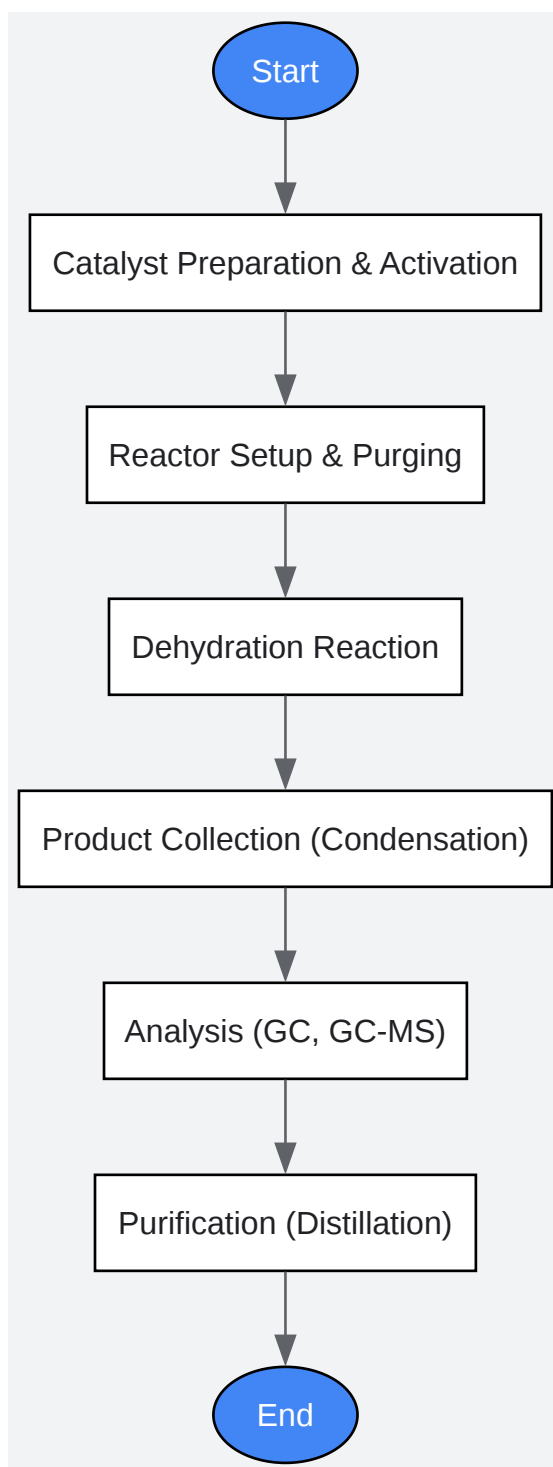 Start
Catalyst Preparation & Activation
Reactor Setup & Purging
Dehydration Reaction
Product Collection (Condensation)
Analysis (GC, GC-MS)
Purification (Distillation)
End